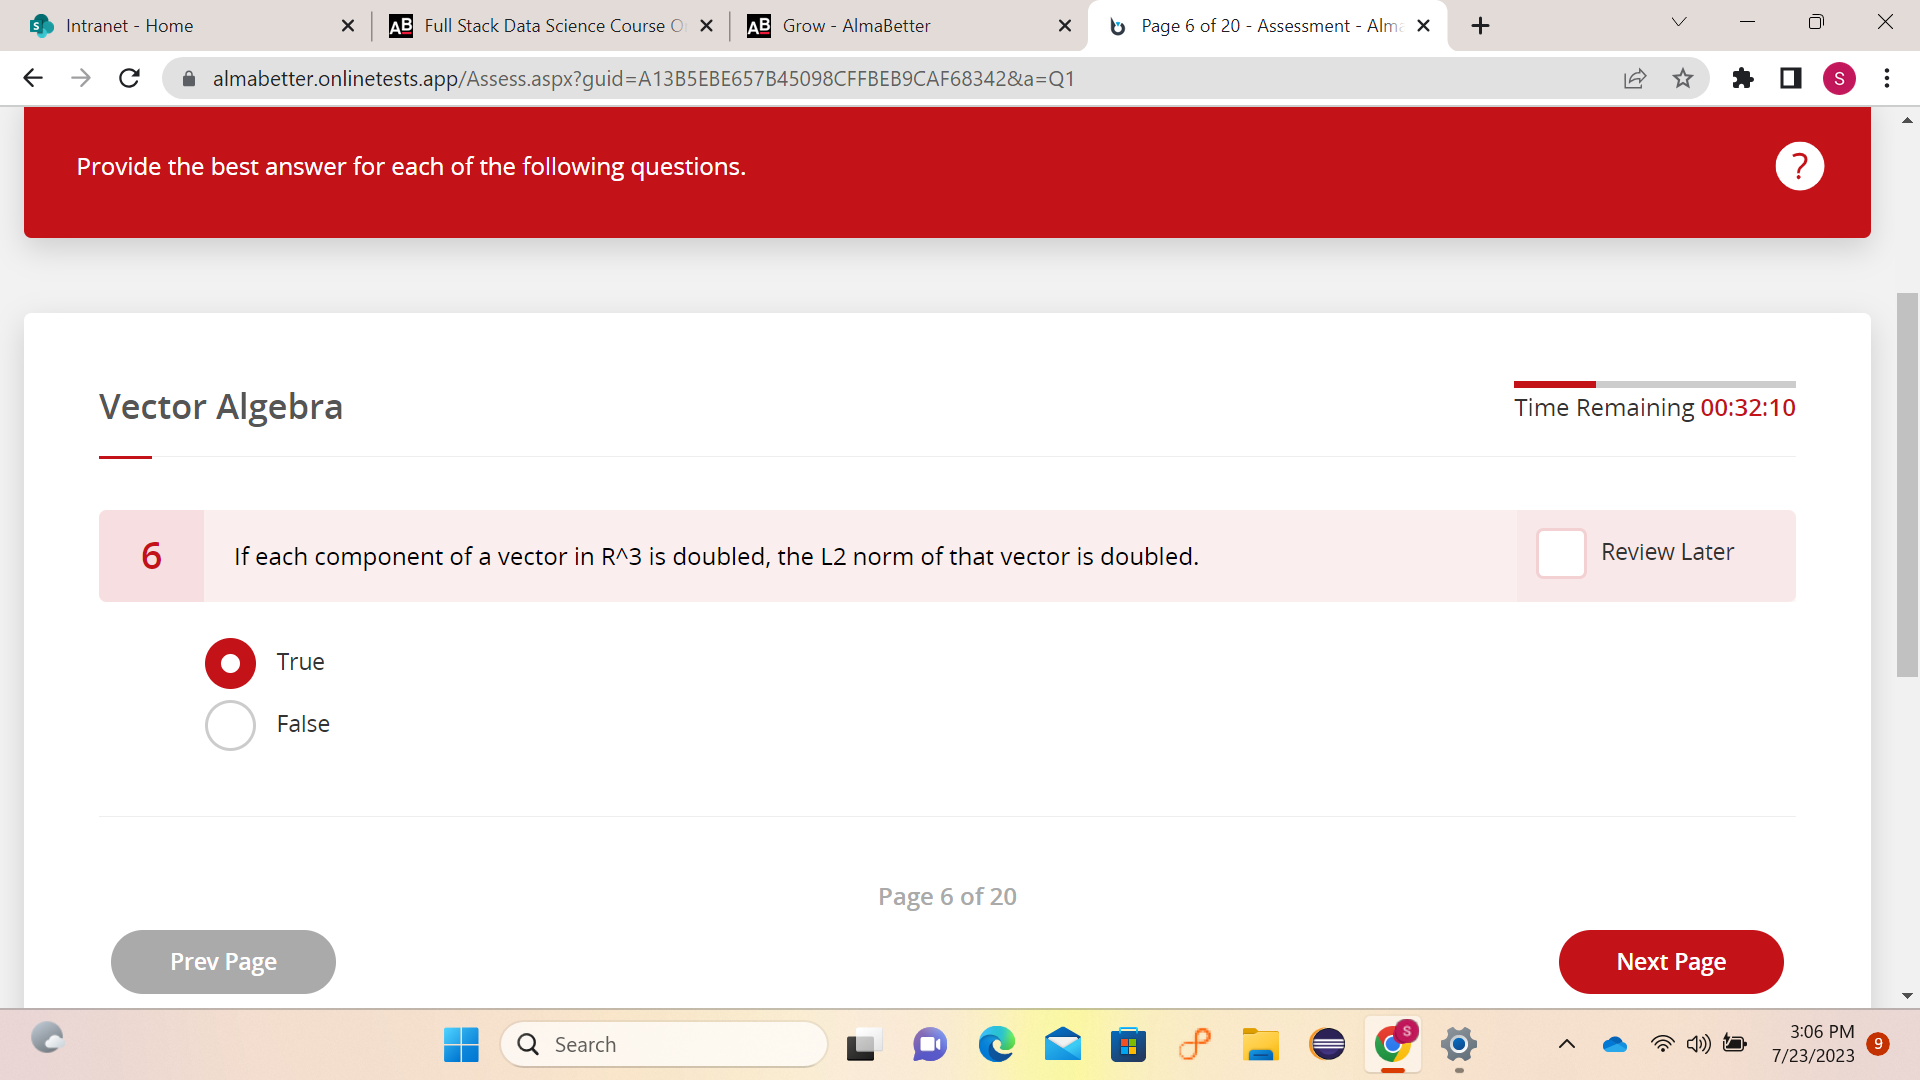 Intranet - Home
AB Full Stack Data Science Course O
AB Grow - AlmaBetter
Page 6 of 20 - Assessment - Alma
almabetter.onlinetests.app/Assess.aspx?guid=A13B5EBE657B45098CFFBEB9CAF68342&a=Q1
S
Provide the best answer for each of the following questions.
?
Vector Algebra
Time Remaining 00:32:10
6
If each component of a vector in R^3 is doubled, the L2 norm of that vector is doubled.
Review Later
True
False
Page 6 of 20
Prev Page
Next Page
Search
S
3:06 PM
7/23/2023
9